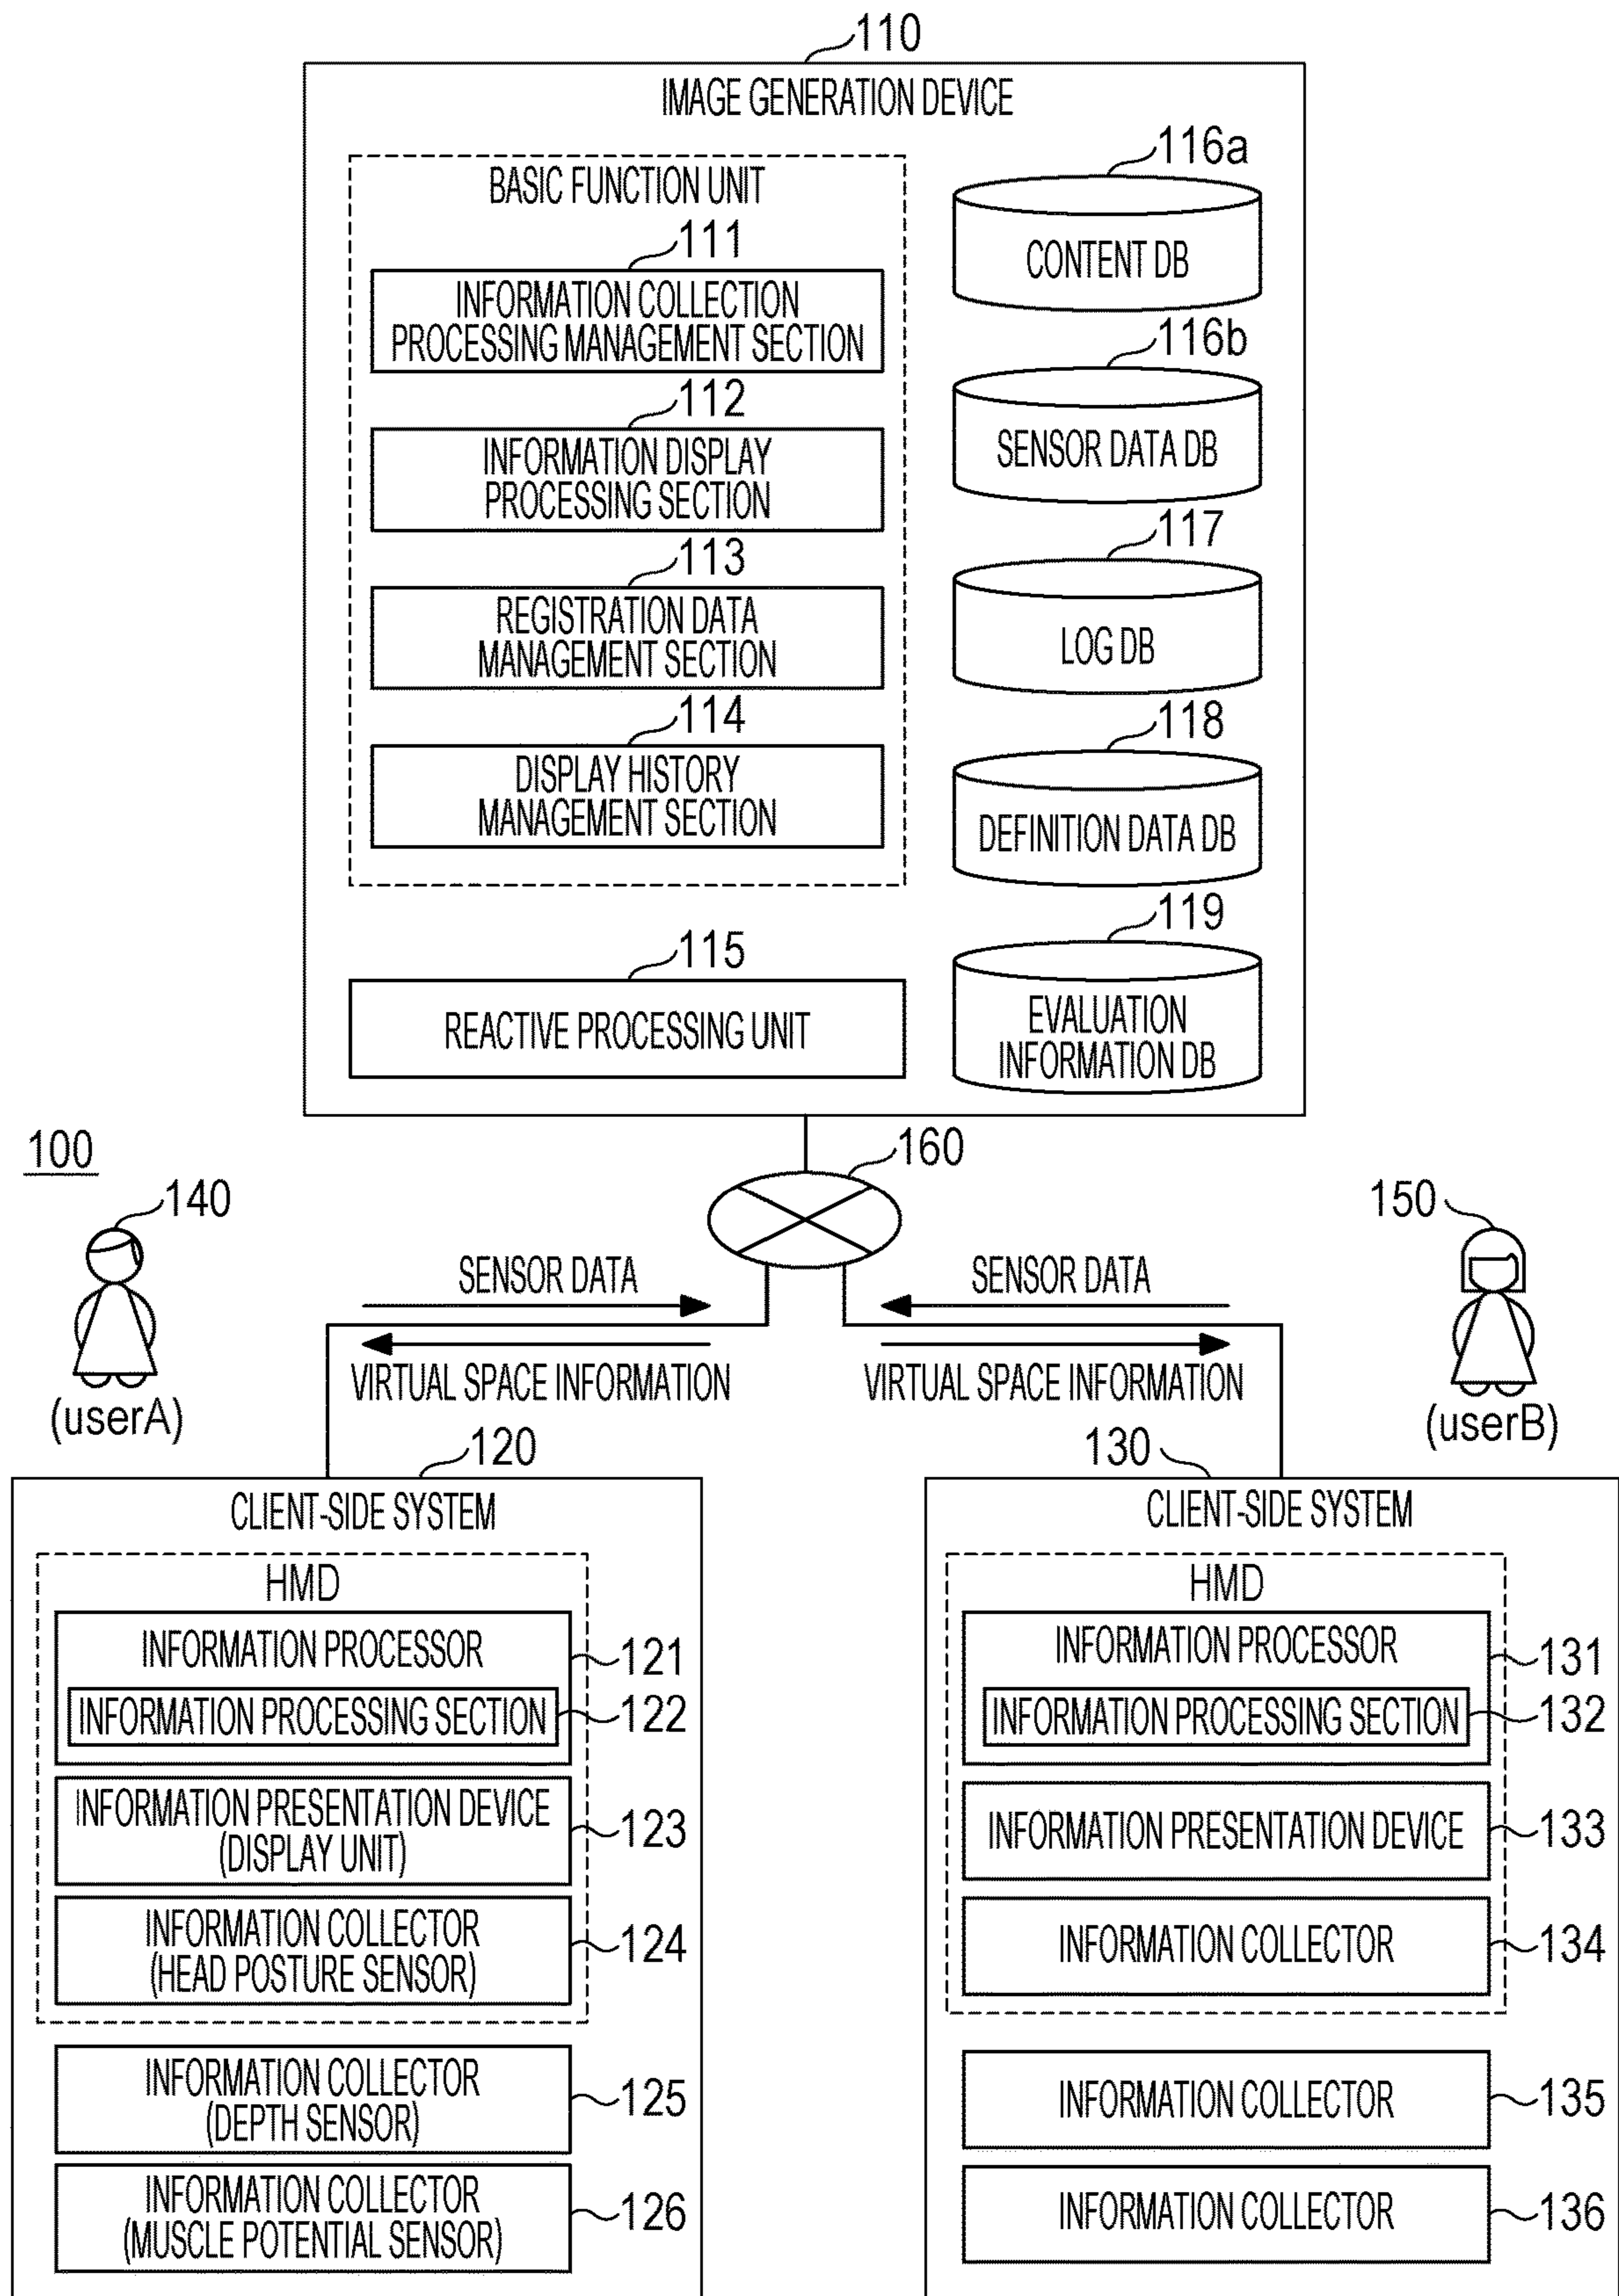 110
IMAGE GENERATION DEVICE
BASIC FUNCTION UNIT
111
INFORMATION COLLECTION
PROCESSING MANAGEMENT SECTION
112
INFORMATION DISPLAY
PROCESSING SECTION
113
REGISTRATION DATA
MANAGEMENT SECTION
114
DISPLAY HISTORY
MANAGEMENT SECTION
115
REACTIVE PROCESSING UNIT
116a
CONTENT DB
116b
SENSOR DATA DB
117
LOG DB
118
DEFINITION DATA DB
119
EVALUATION
INFORMATION DB
100
160
140
(userA)
150
(userB)
SENSOR DATA
VIRTUAL SPACE INFORMATION
SENSOR DATA
VIRTUAL SPACE INFORMATION
120
CLIENT-SIDE SYSTEM
HMD
INFORMATION PROCESSOR
121
INFORMATION PROCESSING SECTION
122
INFORMATION PRESENTATION DEVICE
(DISPLAY UNIT)
123
INFORMATION COLLECTOR
(HEAD POSTURE SENSOR)
124
INFORMATION COLLECTOR
(DEPTH SENSOR)
125
INFORMATION COLLECTOR
(MUSCLE POTENTIAL SENSOR)
126
130
CLIENT-SIDE SYSTEM
HMD
INFORMATION PROCESSOR
131
INFORMATION PROCESSING SECTION
132
INFORMATION PRESENTATION DEVICE
133
INFORMATION COLLECTOR
134
INFORMATION COLLECTOR
135
INFORMATION COLLECTOR
136